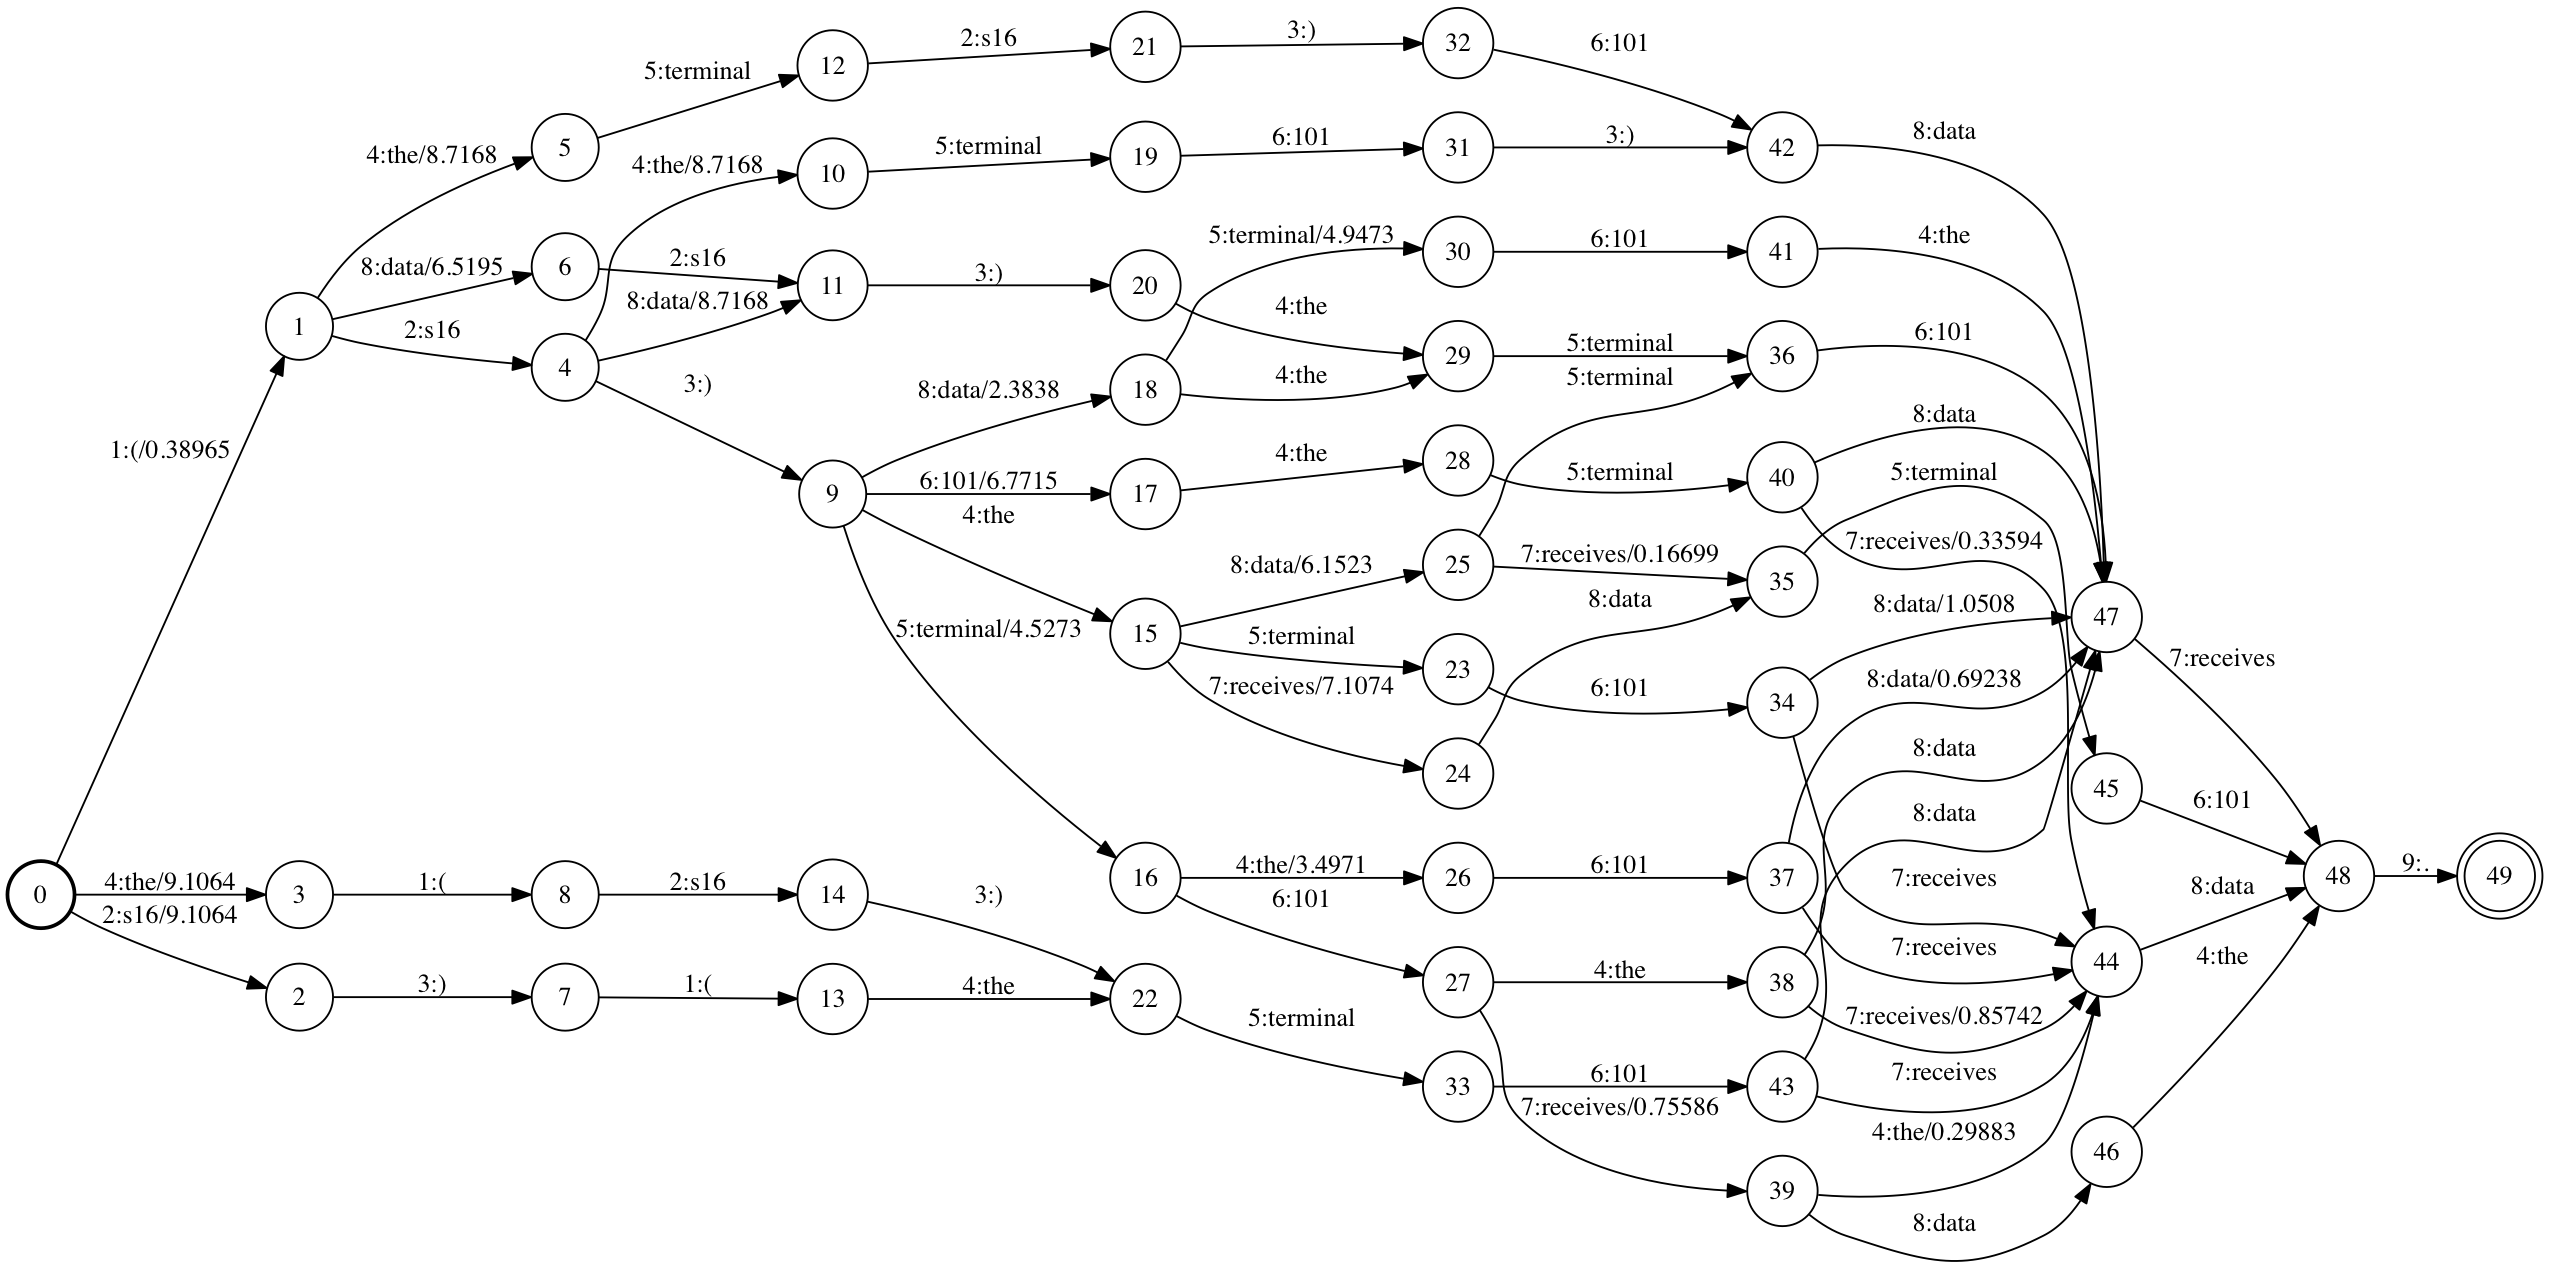 32
6:101
2:s16
3:)
21
12
5:terminal
8:data
4:the/8.7168
5
6:101
3:)
31
42
5:terminal
19
4:the/8.7168
10
5:terminal/4.9473
30
6:101
41
4:the
8:data/6.5195
6
2:s16
11
3:)
20
4:the
8:data/8.7168
1
2:s16
4
29
5:terminal
36
6:101
5:terminal
3:)
8:data/2.3838
18
4:the
8:data
1:(/0.38965
4:the
28
5:terminal
40
5:terminal
9
6:101/6.7715
17
4:the
7:receives/0.33594
25
7:receives/0.16699
35
8:data/6.1523
8:data
8:data/1.0508
47
5:terminal/4.5273
15
5:terminal
23
7:receives
7:receives/7.1074
6:101
34
8:data/0.69238
24
8:data
45
6:101
8:data
0
4:the/9.1064
3
1:(
8
2:s16
14
3:)
16
4:the/3.4971
26
6:101
37
7:receives
8:data
48
9:.
49
2:s16/9.1064
6:101
7:receives
44
4:the
2
3:)
7
1:(
13
4:the
22
27
4:the
38
5:terminal
7:receives/0.85742
33
6:101
43
7:receives
7:receives/0.75586
4:the/0.29883
46
39
8:data